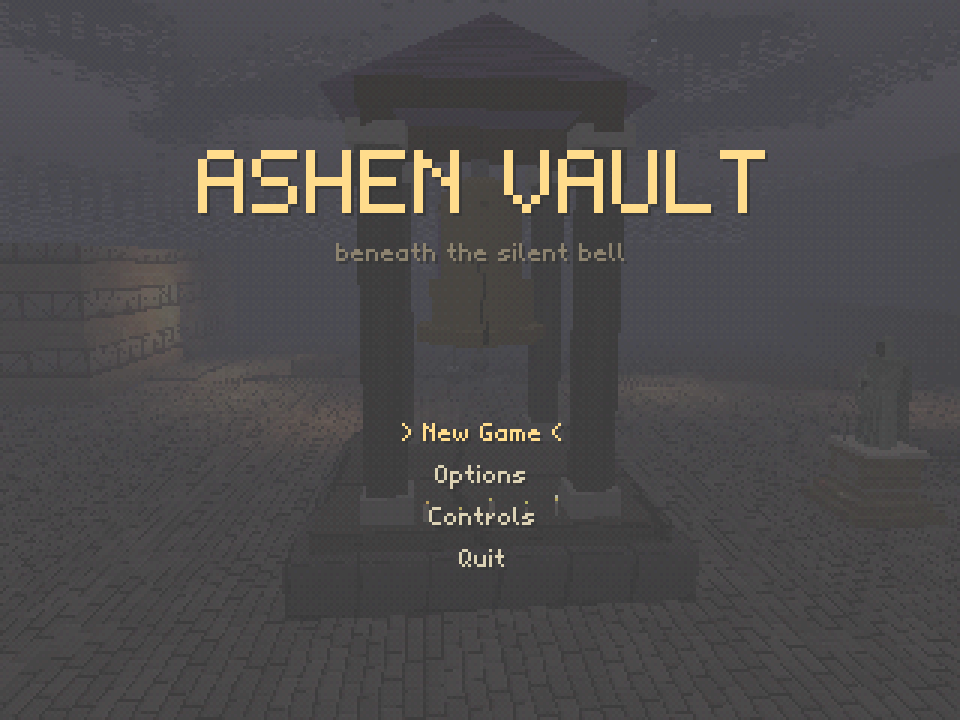 ASHEN VAULT
beneath the silent bell
> New Game <
Options
Controls
Quit